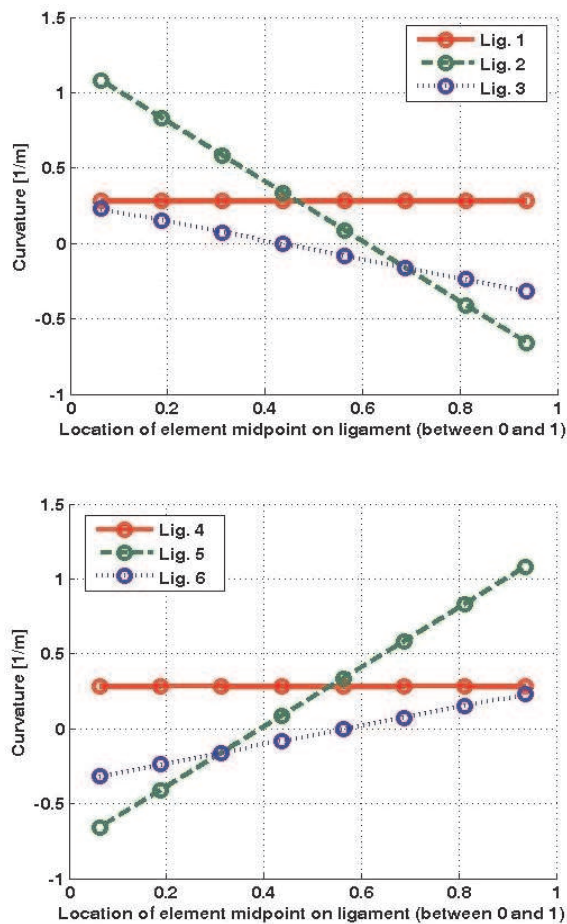 1.5
Lig. 1
Lig. 2
Lig. 3
1
0.5
0
-0.5
-1
Curvature [1/m]
0 0.2 0.4 0.6 0.8 1
Location of element midpoint on ligament (between 0 and 1)
1.5
Lig. 4
Lig. 5
Lig. 6
1
0.5
0
-0.5
-1
Curvature [1/m]
0 0.2 0.4 0.6 0.8 1
Location of element midpoint on ligament (between 0 and 1)